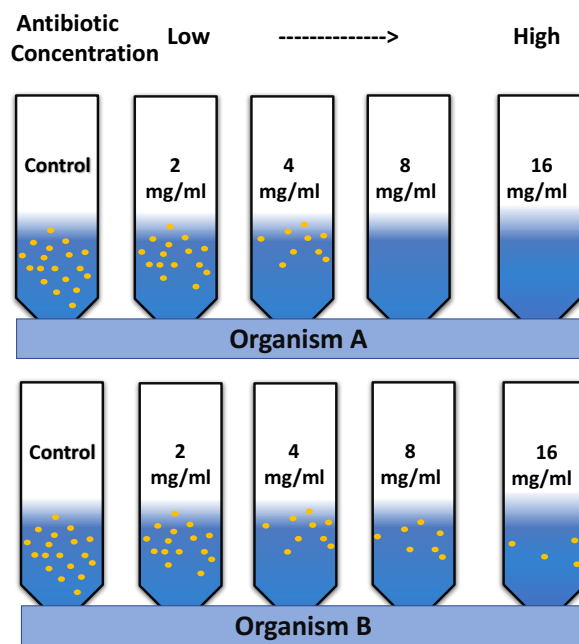 Antibiotic
Concentration Low --------------> High
Control 2 mg/ml 4 mg/ml 8 mg/ml 16 mg/ml
Organism A
Control 2 mg/ml 4 mg/ml 8 mg/ml 16 mg/ml
Organism B